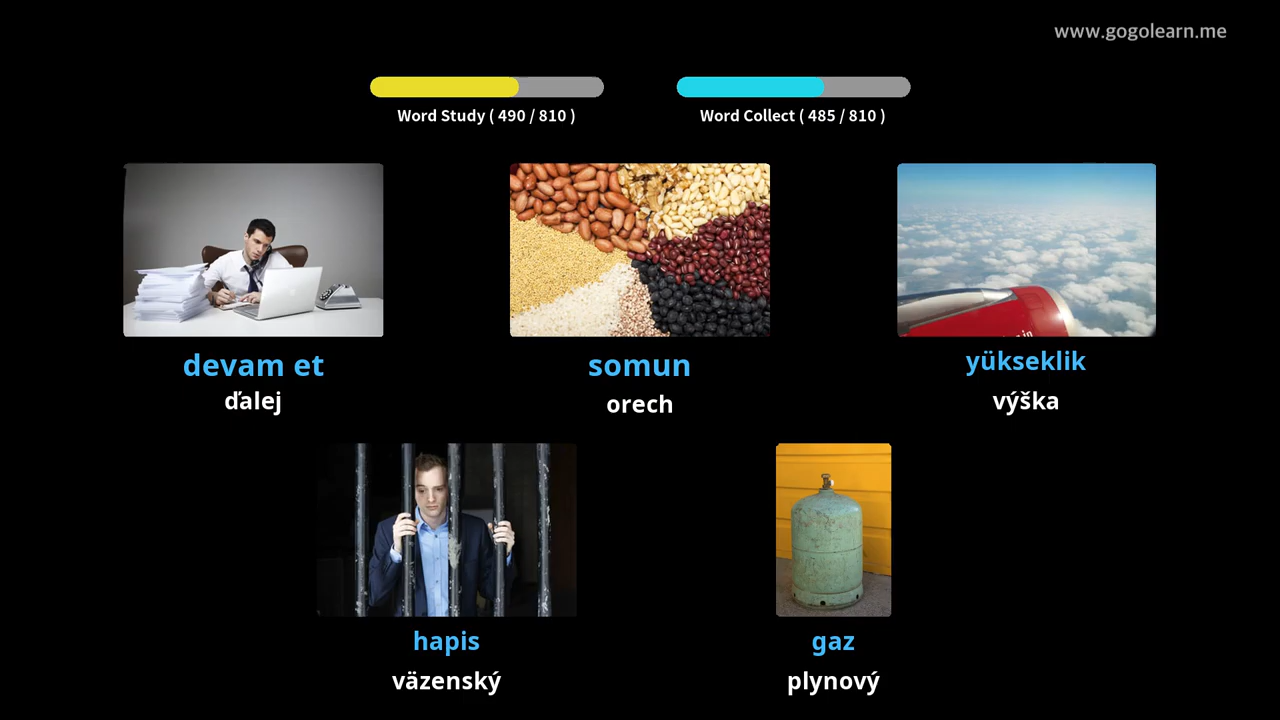 www.gogolearn.me
Word Study ( 490 / 810 )
Word Collect ( 485 / 810 )
devam et
ďalej
somun
orech
yükseklik
výška
hapis
väzenský
gaz
plynový